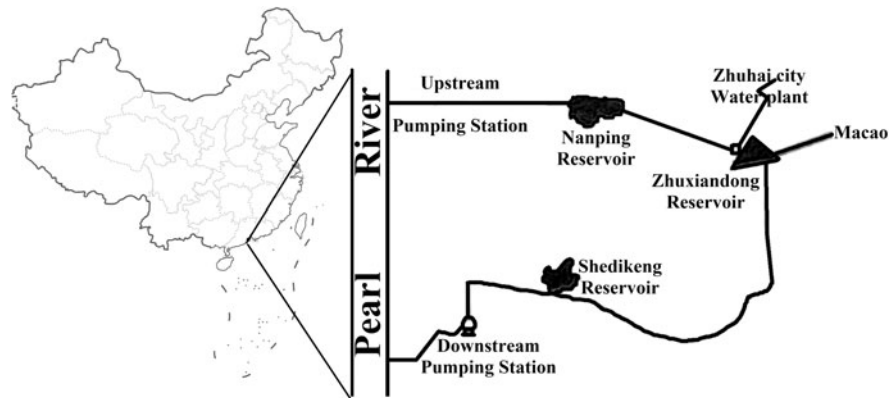 Pearl River
Upstream
Pumping Station
Nanping
Reservoir
Zhuhai city
Water plant
Macao
Zhuxiandong
Reservoir
Shedikeng
Reservoir
Downstream
Pumping Station